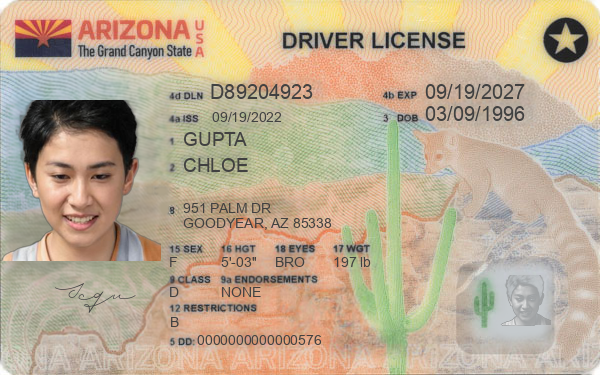 ARIZONA USA
The Grand Canyon State
DRIVER LICENSE
4d DLN D89204923
4b EXP 09/19/2027
4a ISS 09/19/2022
3 DOB 03/09/1996
1 GUPTA
2 CHLOE
8 951 PALM DR
GOODYEAR, AZ 85338
15 SEX 16 HGT 18 EYES 17 WGT
F 5'-03" BRO 197 lb
9 CLASS 9a ENDORSEMENTS
D NONE
12 RESTRICTIONS
B
5 DD: 0000000000000576
ARIZONA ARIZONA ARIZONA ARIZONA